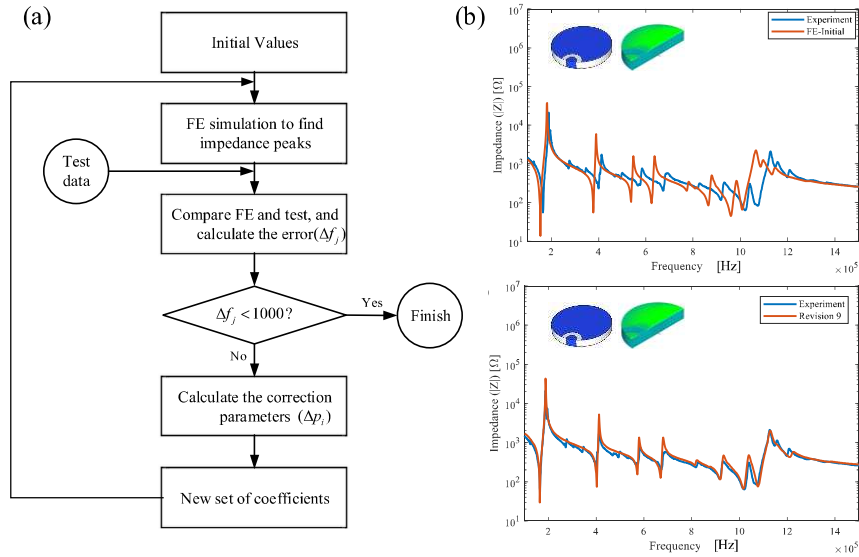 (a)
Initial Values
FE simulation to find
impedance peaks
Test
data
Compare FE and test, and
calculate the error(Δfj)
Δfj < 1000 ?
Yes
Finish
No
Calculate the correction
parameters (Δpi)
New set of coefficients
(b)
10^7
10^6
10^5
10^4
10^3
10^2
10^1
Impedance (|Z|) [Ω]
Experiment
FE-Initial
2 4 6 8 10 12 14
Frequency [Hz]
×10^5
10^7
10^6
10^5
10^4
10^3
10^2
10^1
Impedance (|Z|) [Ω]
Experiment
Revision 9
2 4 6 8 10 12 14
Frequency [Hz]
×10^5